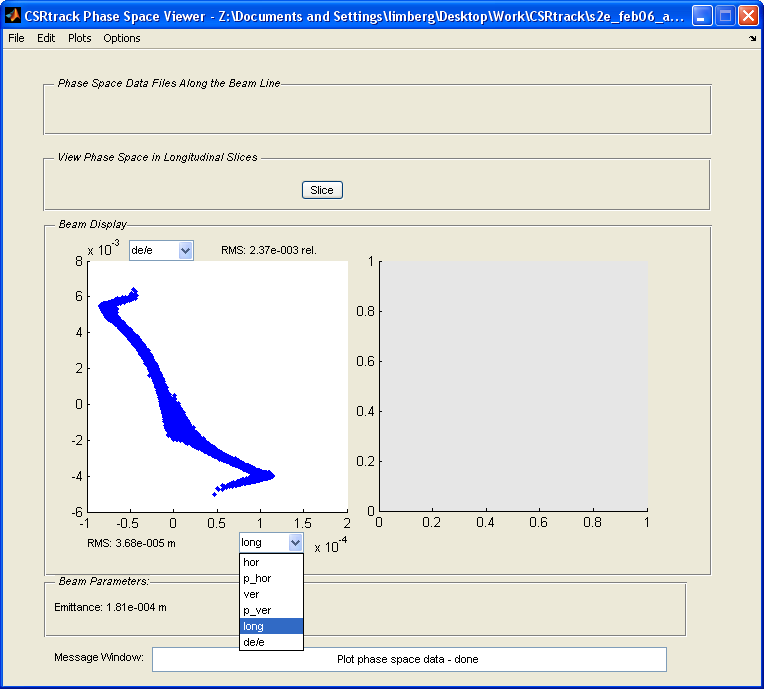 CSRtrack Phase Space Viewer - Z:\Documents and Settings\limberg\Desktop\Work\CSRtrack\s2e_feb06_a...
File Edit Plots Options
Phase Space Data Files Along the Beam Line
View Phase Space in Longitudinal Slices
Slice
Beam Display
x 10^-3 de/e RMS: 2.37e-003 rel.
8
6
4
2
0
-2
-4
-6
-1 -0.5 0 0.5 1 1.5 2
x 10^-4
1
0.8
0.6
0.4
0.2
0
0 0.2 0.4 0.6 0.8 1
RMS: 3.68e-005 m
long
hor
p_hor
ver
p_ver
long
de/e
Beam Parameters:
Emittance: 1.81e-004 m
Message Window: Plot phase space data - done